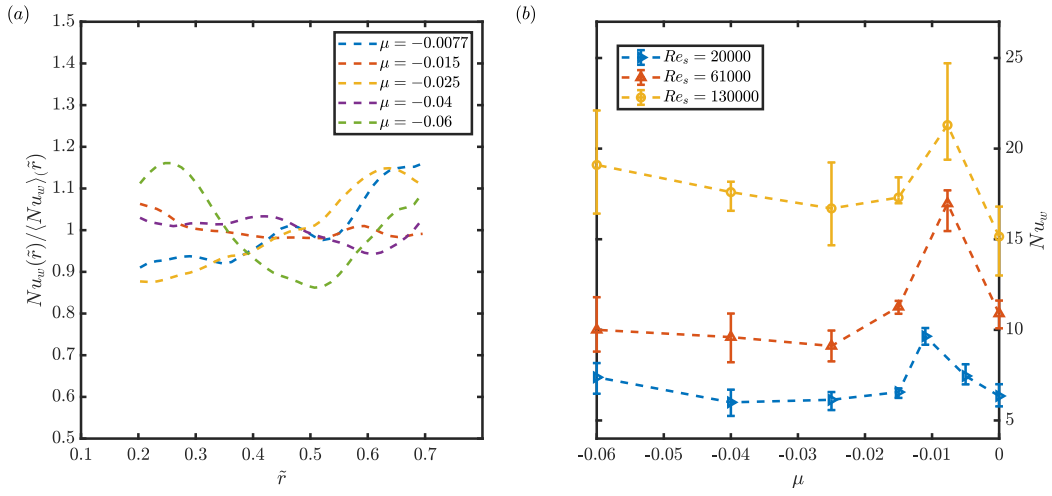 (a)
1.5
1.4
1.3
1.2
1.1
1
0.9
0.8
0.7
0.6
0.5
0.1 0.2 0.3 0.4 0.5 0.6 0.7
r̃
Nu_w(r̃)/⟨Nu_w⟩_(r̃)
μ = −0.0077
μ = −0.015
μ = −0.025
μ = −0.04
μ = −0.06
(b)
Re_s = 20000
Re_s = 61000
Re_s = 130000
25
20
15
10
5
Nu_w
-0.06 -0.05 -0.04 -0.03 -0.02 -0.01 0
μ